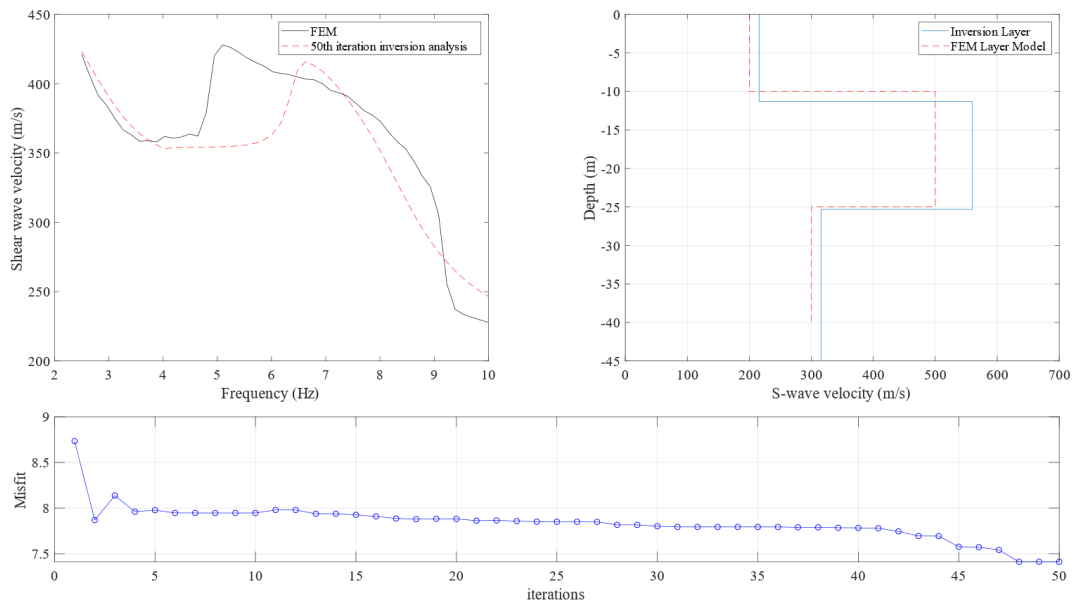 450
400
350
300
250
200
Shear wave velocity (m/s)
FEM
50th iteration inversion analysis
2 3 4 5 6 7 8 9 10
Frequency (Hz)
0
-5
-10
-15
-20
-25
-30
-35
-40
-45
Depth (m)
Inversion Layer
FEM Layer Model
0 100 200 300 400 500 600 700
S-wave velocity (m/s)
9
8.5
8
7.5
Misfit
0 5 10 15 20 25 30 35 40 45 50
iterations